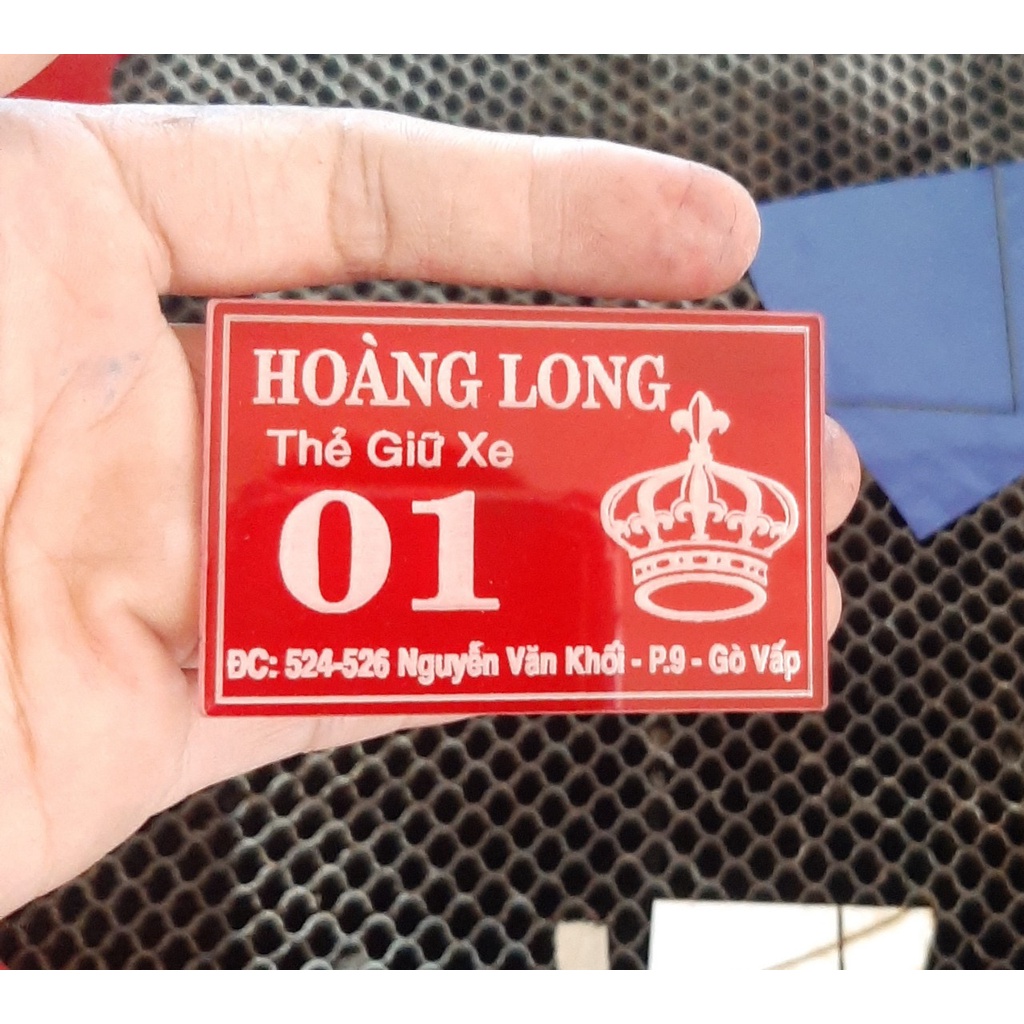 HOÀNG LONG
Thẻ Giữ Xe
01
ĐC: 524-526 Nguyễn Văn Khối - P.9 - Gò Vấp